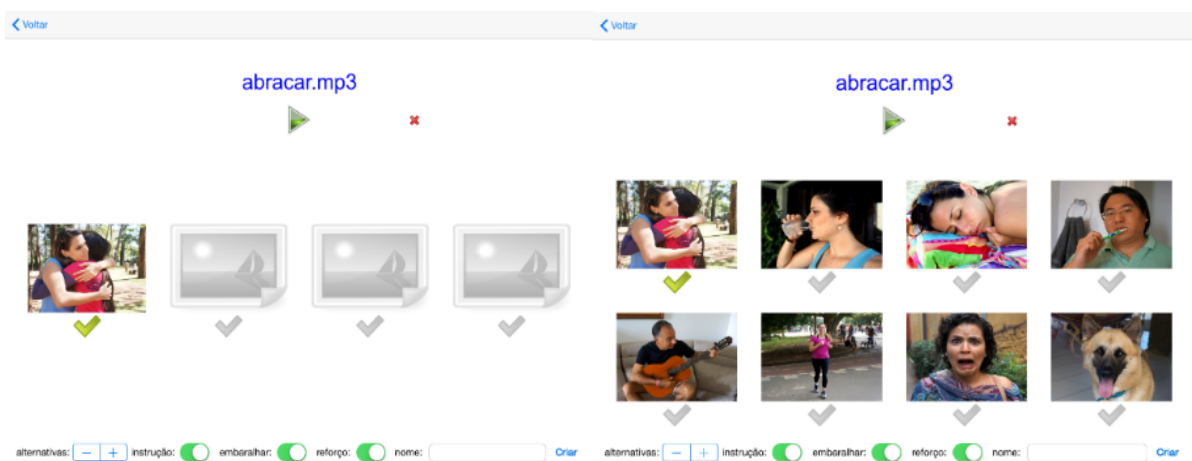 Voltar
abracar.mp3
alternativas: − + instrução: embaralhar: reforço: nome: Criar
Voltar
abracar.mp3
alternativas: − + instrução: embaralhar: reforço: nome: Criar